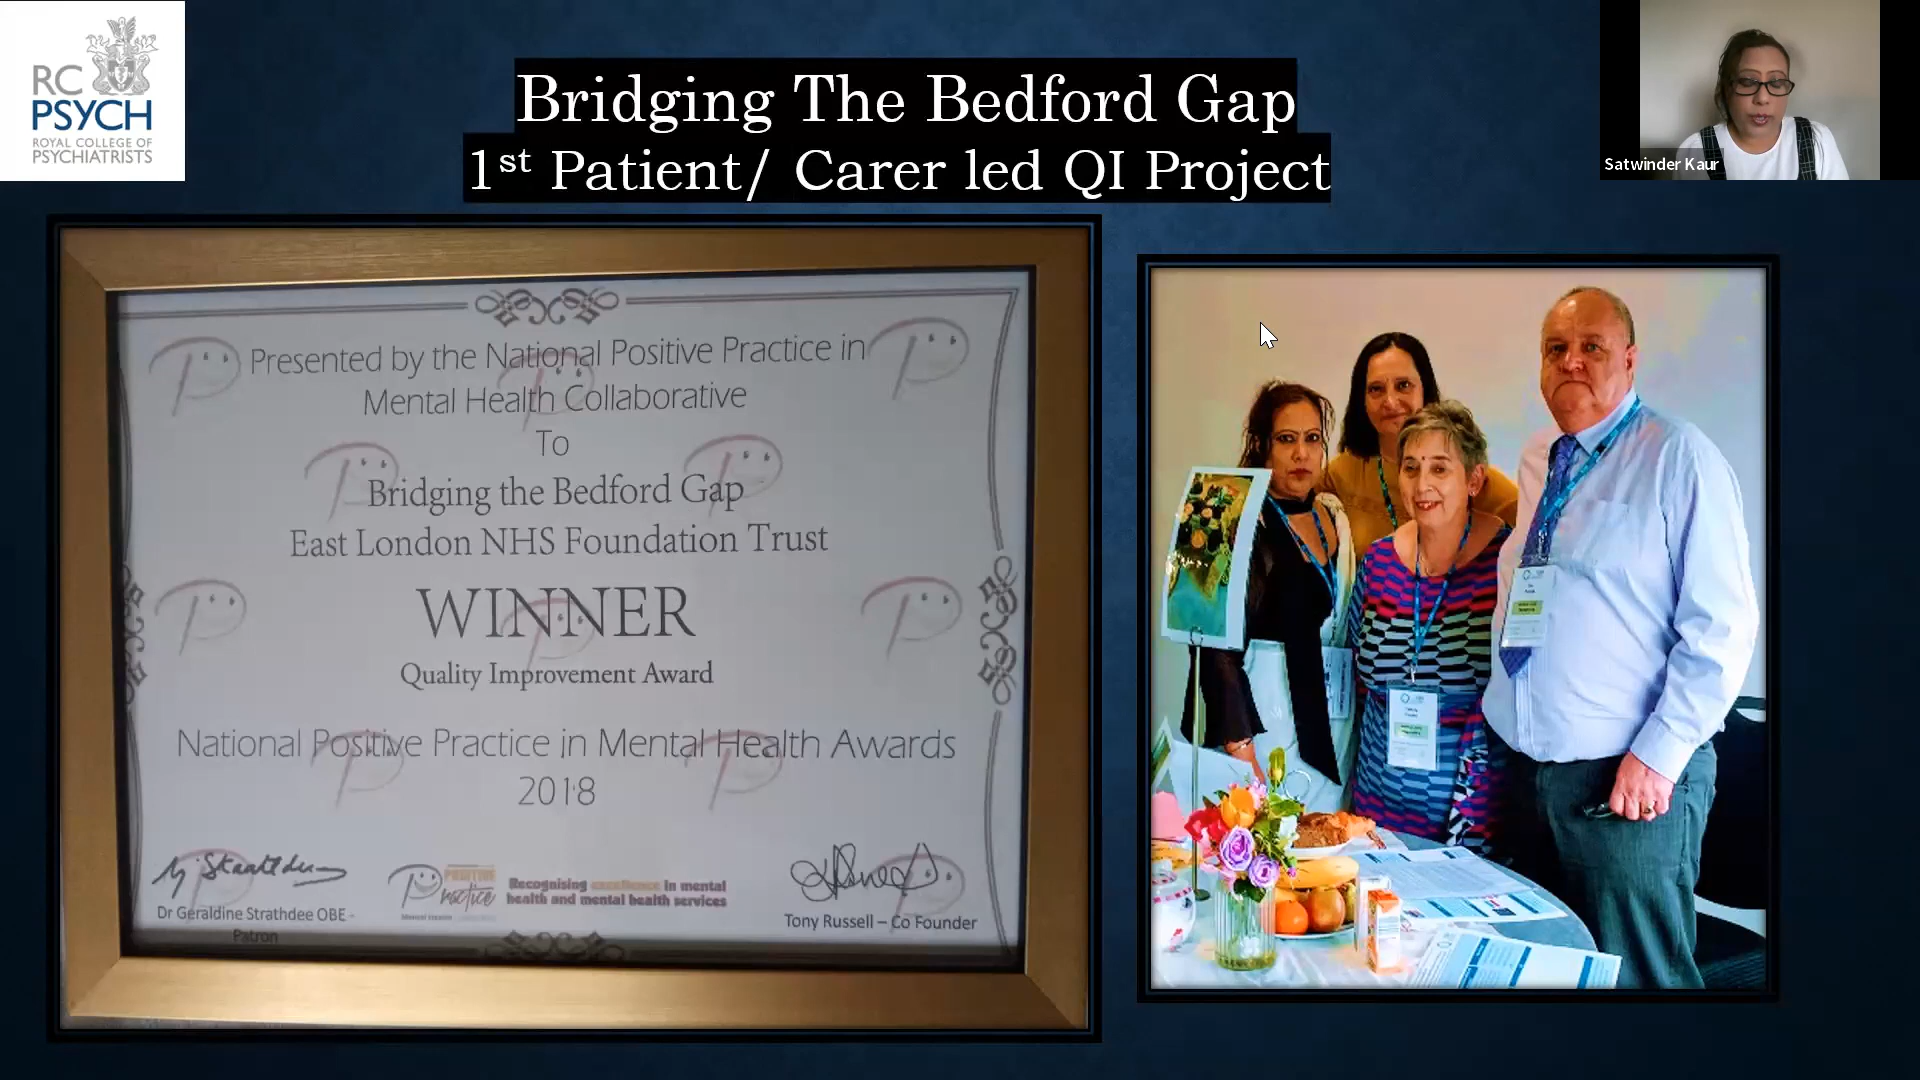 RC
PSYCH
ROYAL COLLEGE OF
PSYCHIATRISTS
Bridging The Bedford Gap
1st Patient/ Carer led QI Project
Satwinder Kaur
Presented by the National Positive Practice in
Mental Health Collaborative
To
Bridging the Bedford Gap
East London NHS Foundation Trust
WINNER
Quality Improvement Award
National Positive Practice in Mental Health Awards
2018
Dr Geraldine Strathdee OBE -
Patron
POSITIVE
Practice
Recognising excellence in mental
health and mental health services
Tony Russell – Co Founder